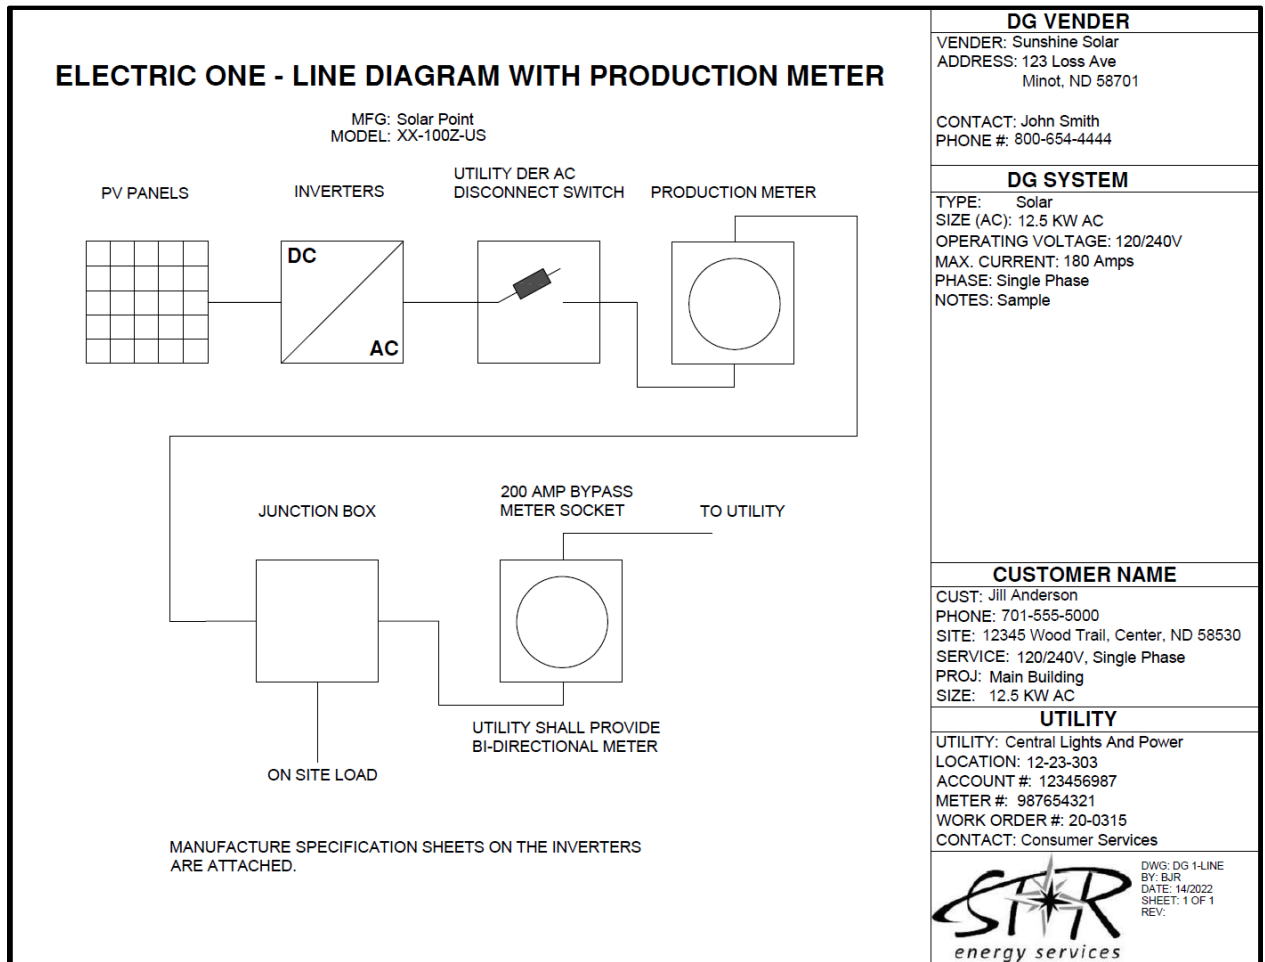 ELECTRIC ONE - LINE DIAGRAM WITH PRODUCTION METER
MFG: Solar Point
MODEL: XX-100Z-US
PV PANELS
INVERTERS
UTILITY DER AC
DISCONNECT SWITCH
PRODUCTION METER
DC
AC
JUNCTION BOX
200 AMP BYPASS
METER SOCKET
TO UTILITY
UTILITY SHALL PROVIDE
BI-DIRECTIONAL METER
ON SITE LOAD
MANUFACTURE SPECIFICATION SHEETS ON THE INVERTERS
ARE ATTACHED.
DG VENDER
VENDER: Sunshine Solar
ADDRESS: 123 Loss Ave
Minot, ND 58701
CONTACT: John Smith
PHONE #: 800-654-4444
DG SYSTEM
TYPE: Solar
SIZE (AC): 12.5 KW AC
OPERATING VOLTAGE: 120/240V
MAX. CURRENT: 180 Amps
PHASE: Single Phase
NOTES: Sample
CUSTOMER NAME
CUST: Jill Anderson
PHONE: 701-555-5000
SITE: 12345 Wood Trail, Center, ND 58530
SERVICE: 120/240V, Single Phase
PROJ: Main Building
SIZE: 12.5 KW AC
UTILITY
UTILITY: Central Lights And Power
LOCATION: 12-23-303
ACCOUNT #: 123456987
METER #: 987654321
WORK ORDER #: 20-0315
CONTACT: Consumer Services
STAR
energy services
DWG: DG 1-LINE
BY: BJR
DATE: 14/2022
SHEET: 1 OF 1
REV: